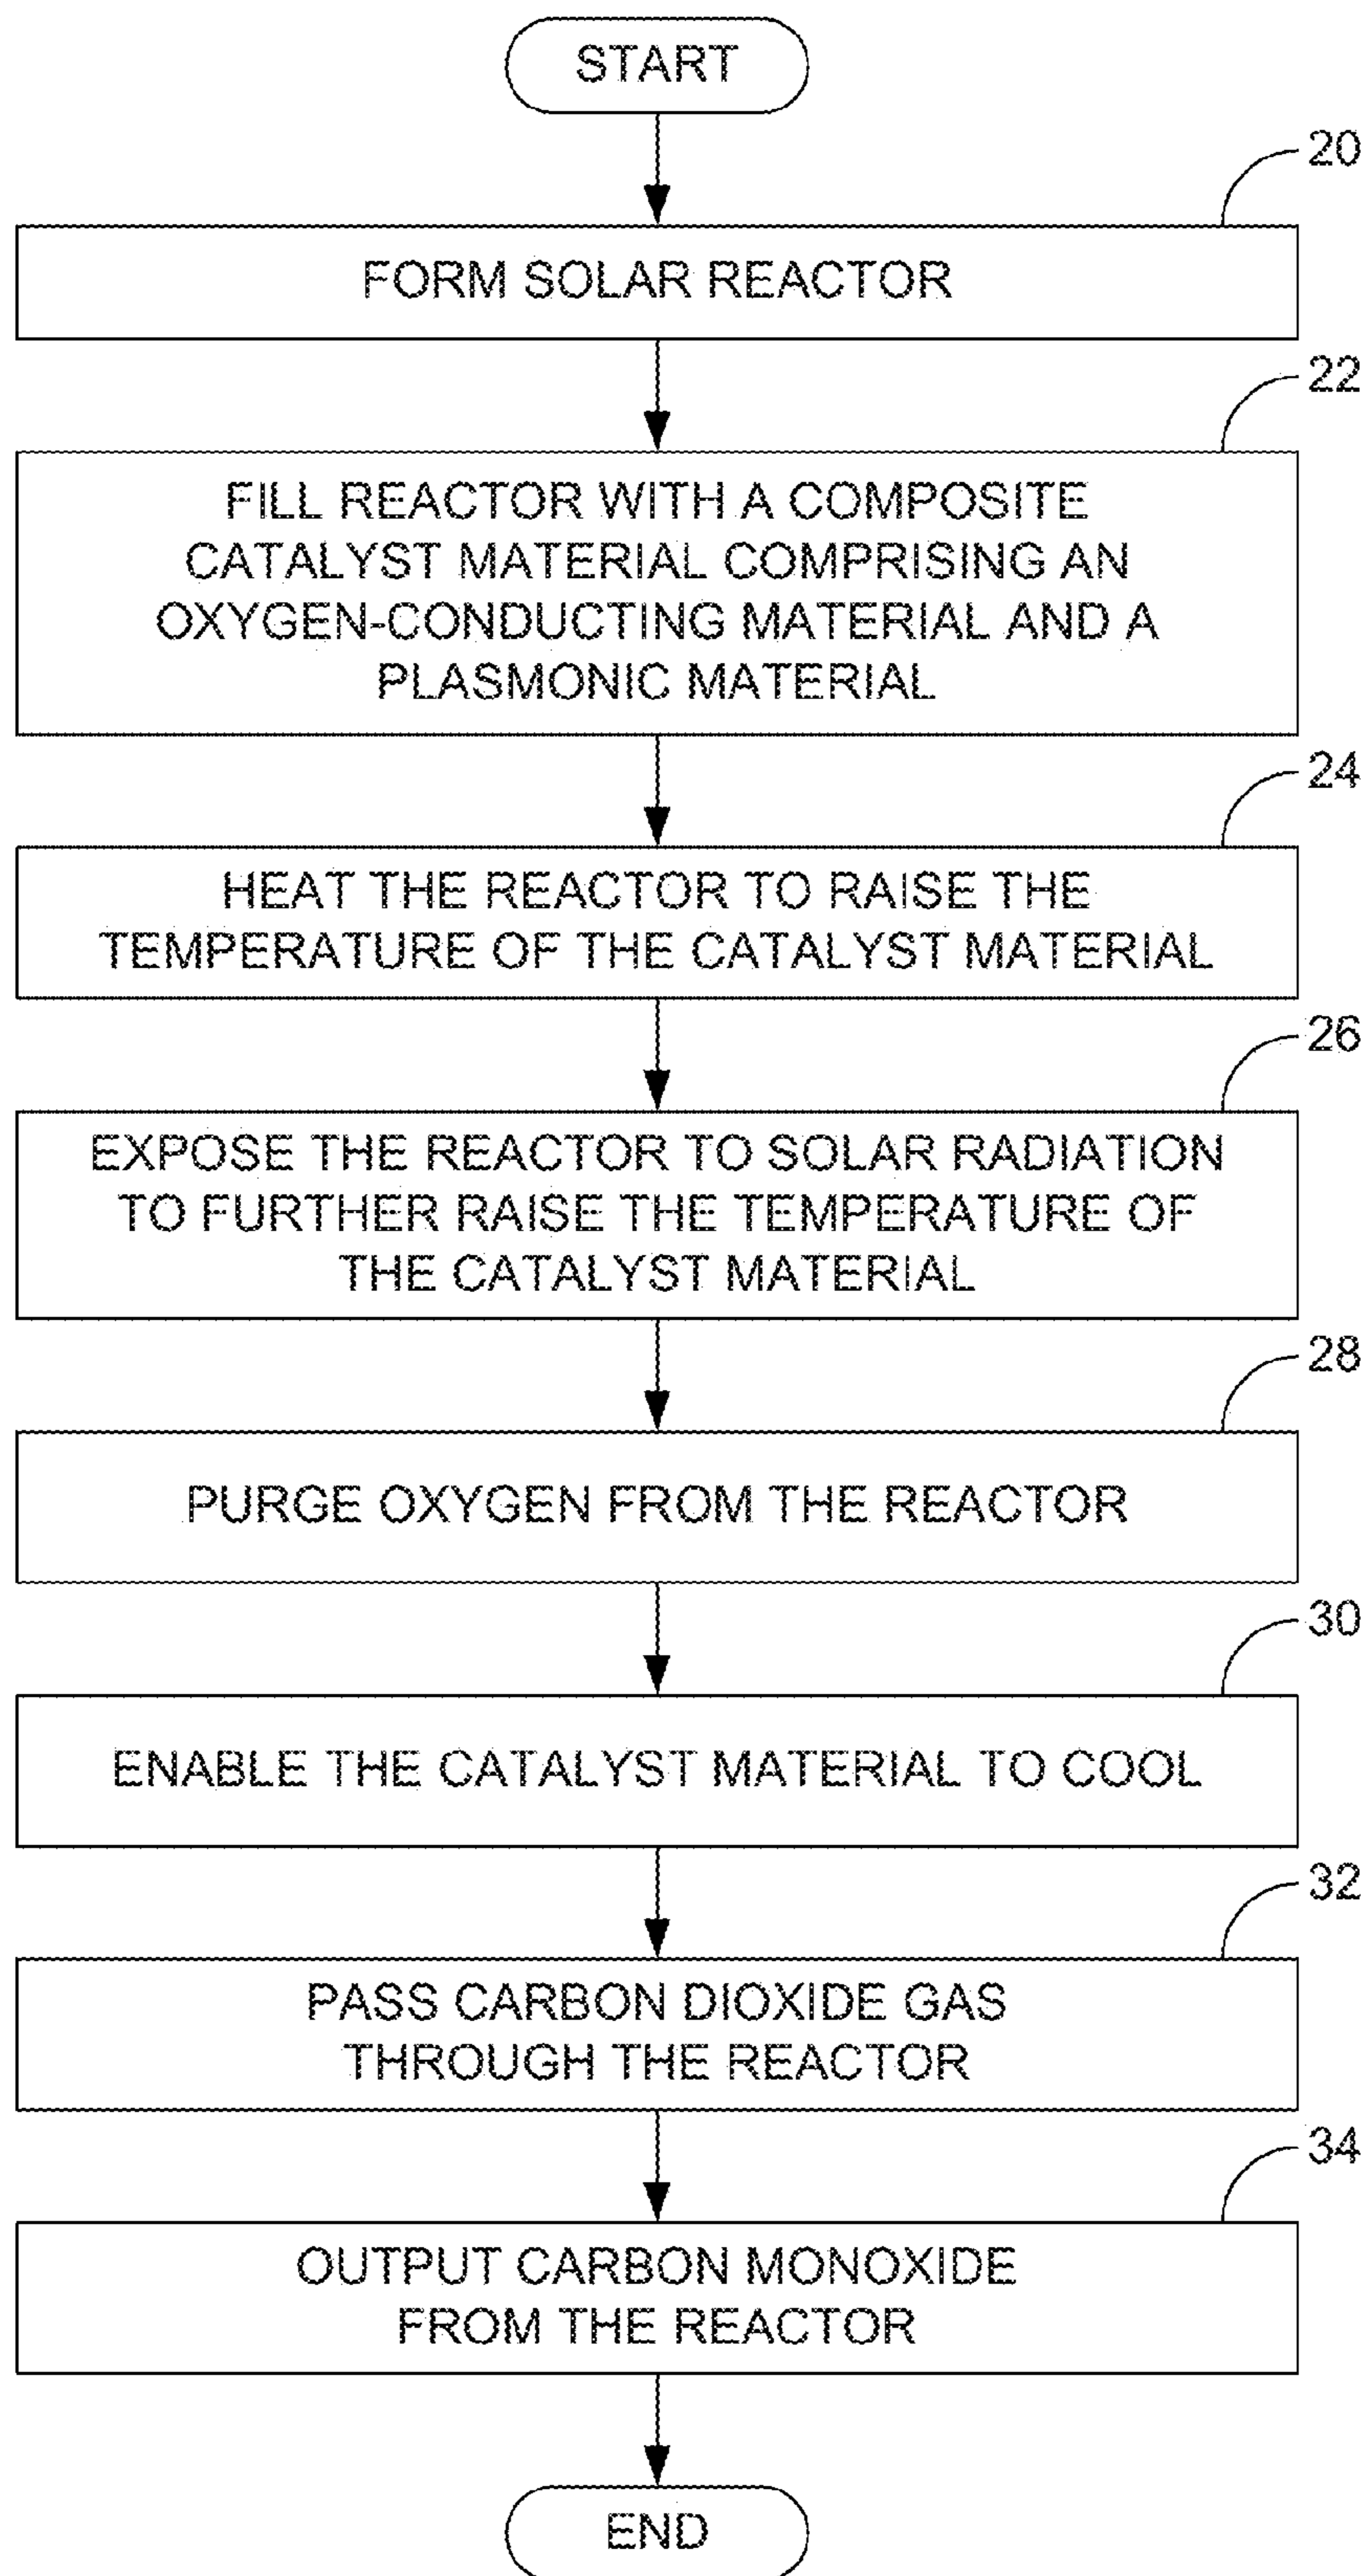 START
20
FORM SOLAR REACTOR
22
FILL REACTOR WITH A COMPOSITE
CATALYST MATERIAL COMPRISING AN
OXYGEN-CONDUCTING MATERIAL AND A
PLASMONIC MATERIAL
24
HEAT THE REACTOR TO RAISE THE
TEMPERATURE OF THE CATALYST MATERIAL
26
EXPOSE THE REACTOR TO SOLAR RADIATION
TO FURTHER RAISE THE TEMPERATURE OF
THE CATALYST MATERIAL
28
PURGE OXYGEN FROM THE REACTOR
30
ENABLE THE CATALYST MATERIAL TO COOL
32
PASS CARBON DIOXIDE GAS
THROUGH THE REACTOR
34
OUTPUT CARBON MONOXIDE
FROM THE REACTOR
END